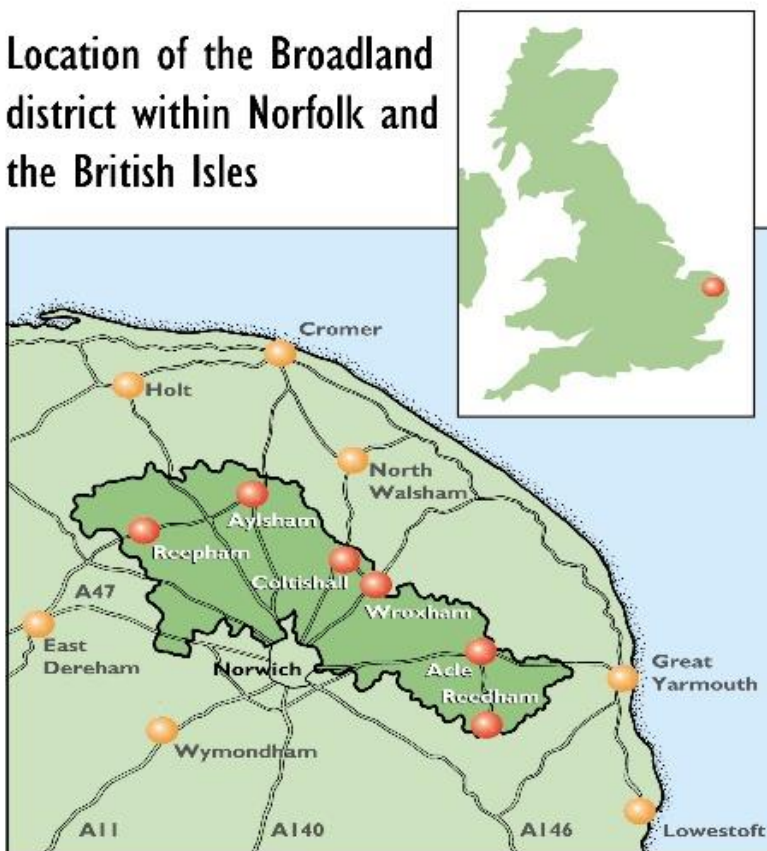 Location of the Broadland
district within Norfolk and
the British Isles
Cromer
Holt
North
Walsham
Aylsham
Reepham
Coltishall
Wroxham
A47
East
Dereham
Norwich
Acle
Reedham
Great
Yarmouth
Wymondham
A11
A140
A146
Lowestoft